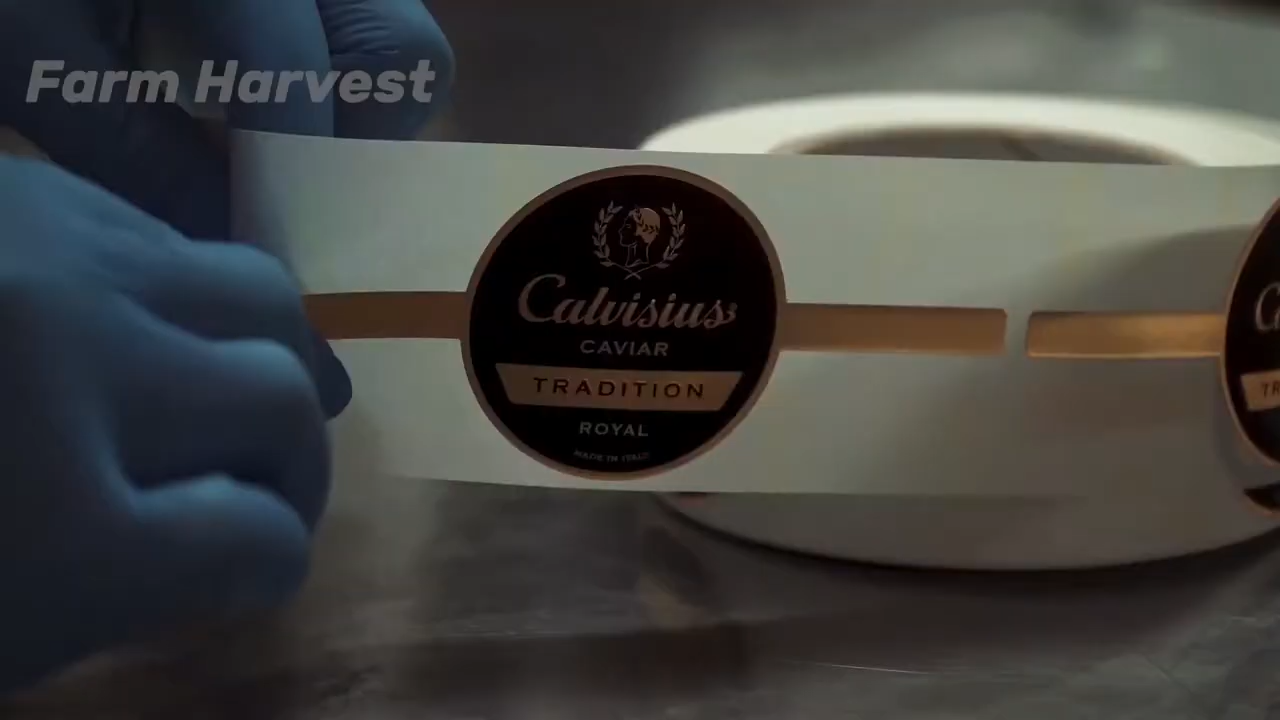 Farm Harvest
Calvisius
CAVIAR
TRADITION
ROYAL
MADE IN ITALY